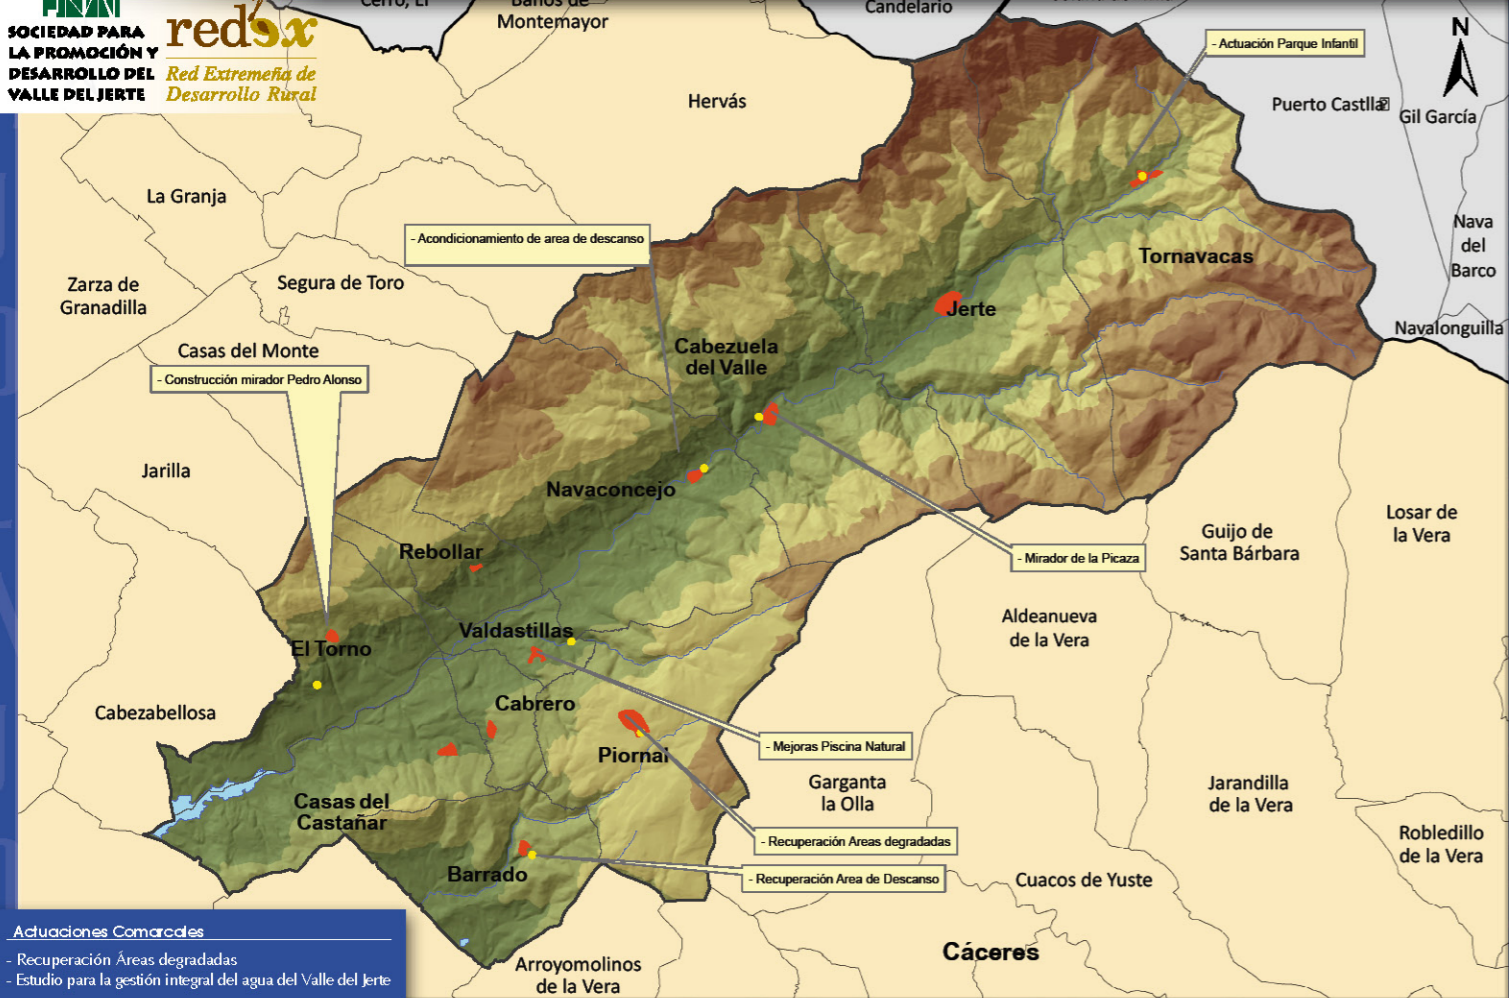 SOCIEDAD PARA
LA PROMOCIÓN Y
DESARROLLO DEL
VALLE DEL JERTE
redex
Red Extremeña de
Desarrollo Rural
Cerro, El
Baños de
Montemayor
Candelario
N
- Actuación Parque Infantil
Hervás
Puerto Castlla
Gil García
La Granja
Nava
del
Barco
- Acondicionamiento de area de descanso
Tornavacas
Zarza de
Granadilla
Segura de Toro
Jerte
Navalonguilla
Casas del Monte
Cabezuela
del Valle
- Construcción mirador Pedro Alonso
Jarilla
Navaconcejo
Losar de
la Vera
Guijo de
Santa Bárbara
Rebollar
- Mirador de la Picaza
Aldeanueva
de la Vera
Valdastillas
El Torno
Cabezabellosa
Cabrero
- Mejoras Piscina Natural
Piornal
Garganta
la Olla
Jarandilla
de la Vera
Casas del
Castañar
Robledillo
de la Vera
- Recuperación Areas degradadas
Barrado
- Recuperación Area de Descanso
Cuacos de Yuste
Cáceres
Arroyomolinos
de la Vera
Actuaciones Comarcales
- Recuperación Áreas degradadas
- Estudio para la gestión integral del agua del Valle del Jerte